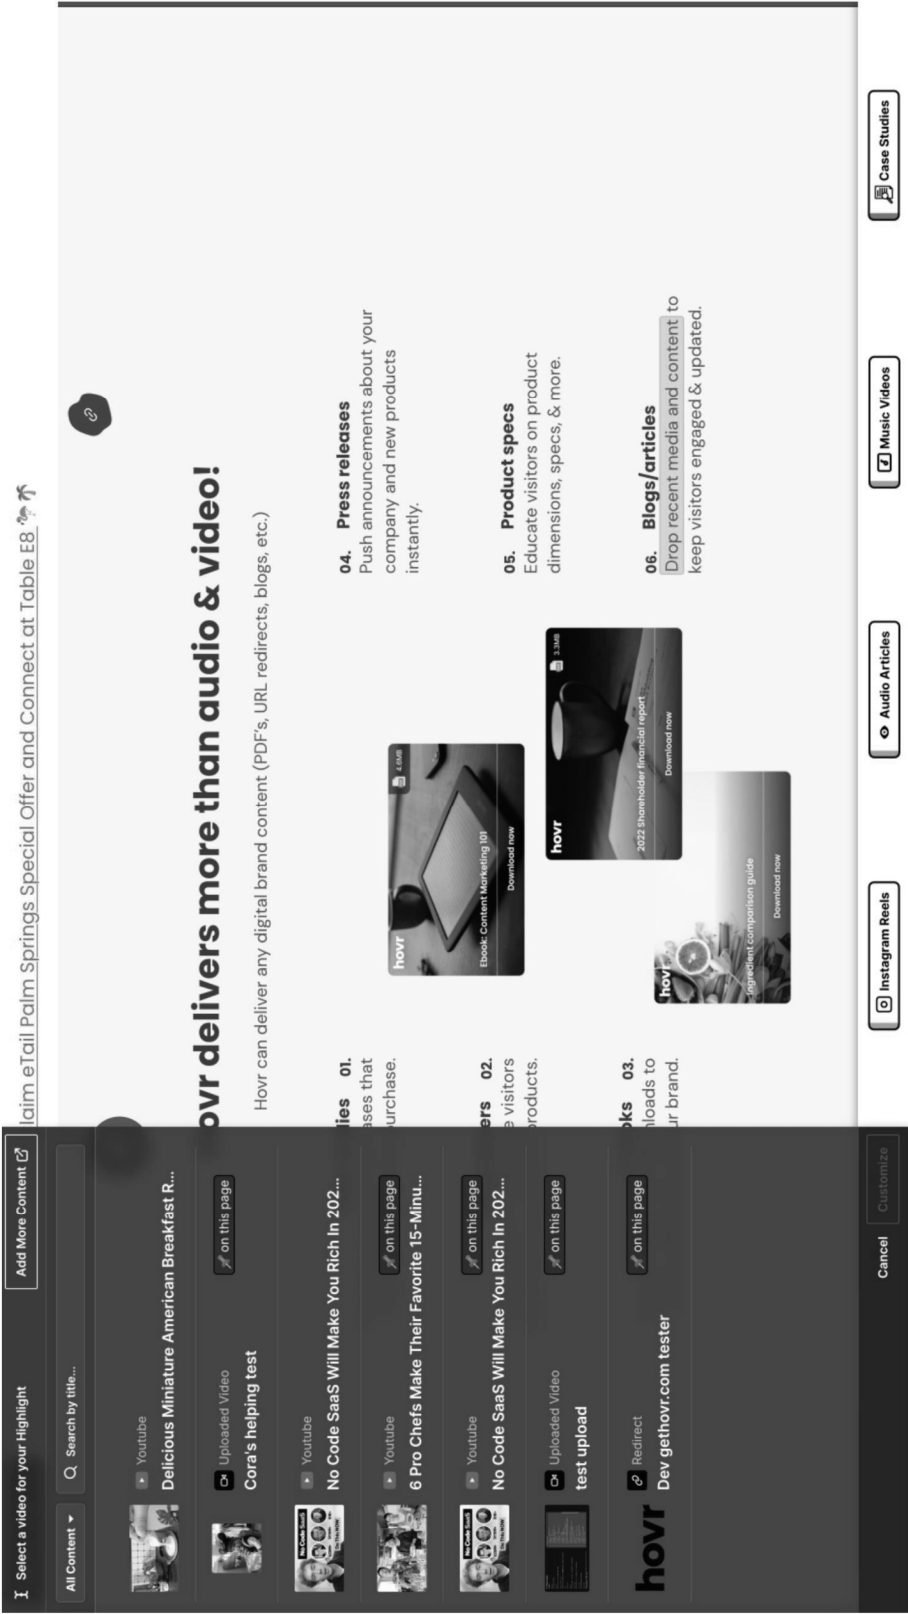 Select a video for your Highlight
Add More Content
All Content
Search by title...
Youtube
Delicious Miniature American Breakfast R...
Uploaded Video
Cora's helping test
on this page
Youtube
No Code SaaS Will Make You Rich In 202...
Youtube
6 Pro Chefs Make Their Favorite 15-Minu...
on this page
Youtube
No Code SaaS Will Make You Rich In 202...
on this page
Uploaded Video
test upload
on this page
hovr
Redirect
Dev gethovr.com tester
on this page
Cancel
Customize
laim eTail Palm Springs Special Offer and Connect at Table E8
ovr delivers more than audio & video!
Hovr can deliver any digital brand content (PDF's, URL redirects, blogs, etc.)
dies 01.
ases that
urchase.
ers 02.
e visitors
roducts.
oks 03.
nloads to
ur brand.
hovr
4.6MB
Ebook: Content Marketing 101
Download now
hovr
3.3MB
2022 Shareholder financial report
Download now
hovr
Ingredient comparison guide
Download now
04. Press releases
Push announcements about your
company and new products
instantly.
05. Product specs
Educate visitors on product
dimensions, specs, & more.
06. Blogs/articles
Drop recent media and content to
keep visitors engaged & updated.
Instagram Reels
Audio Articles
Music Videos
Case Studies